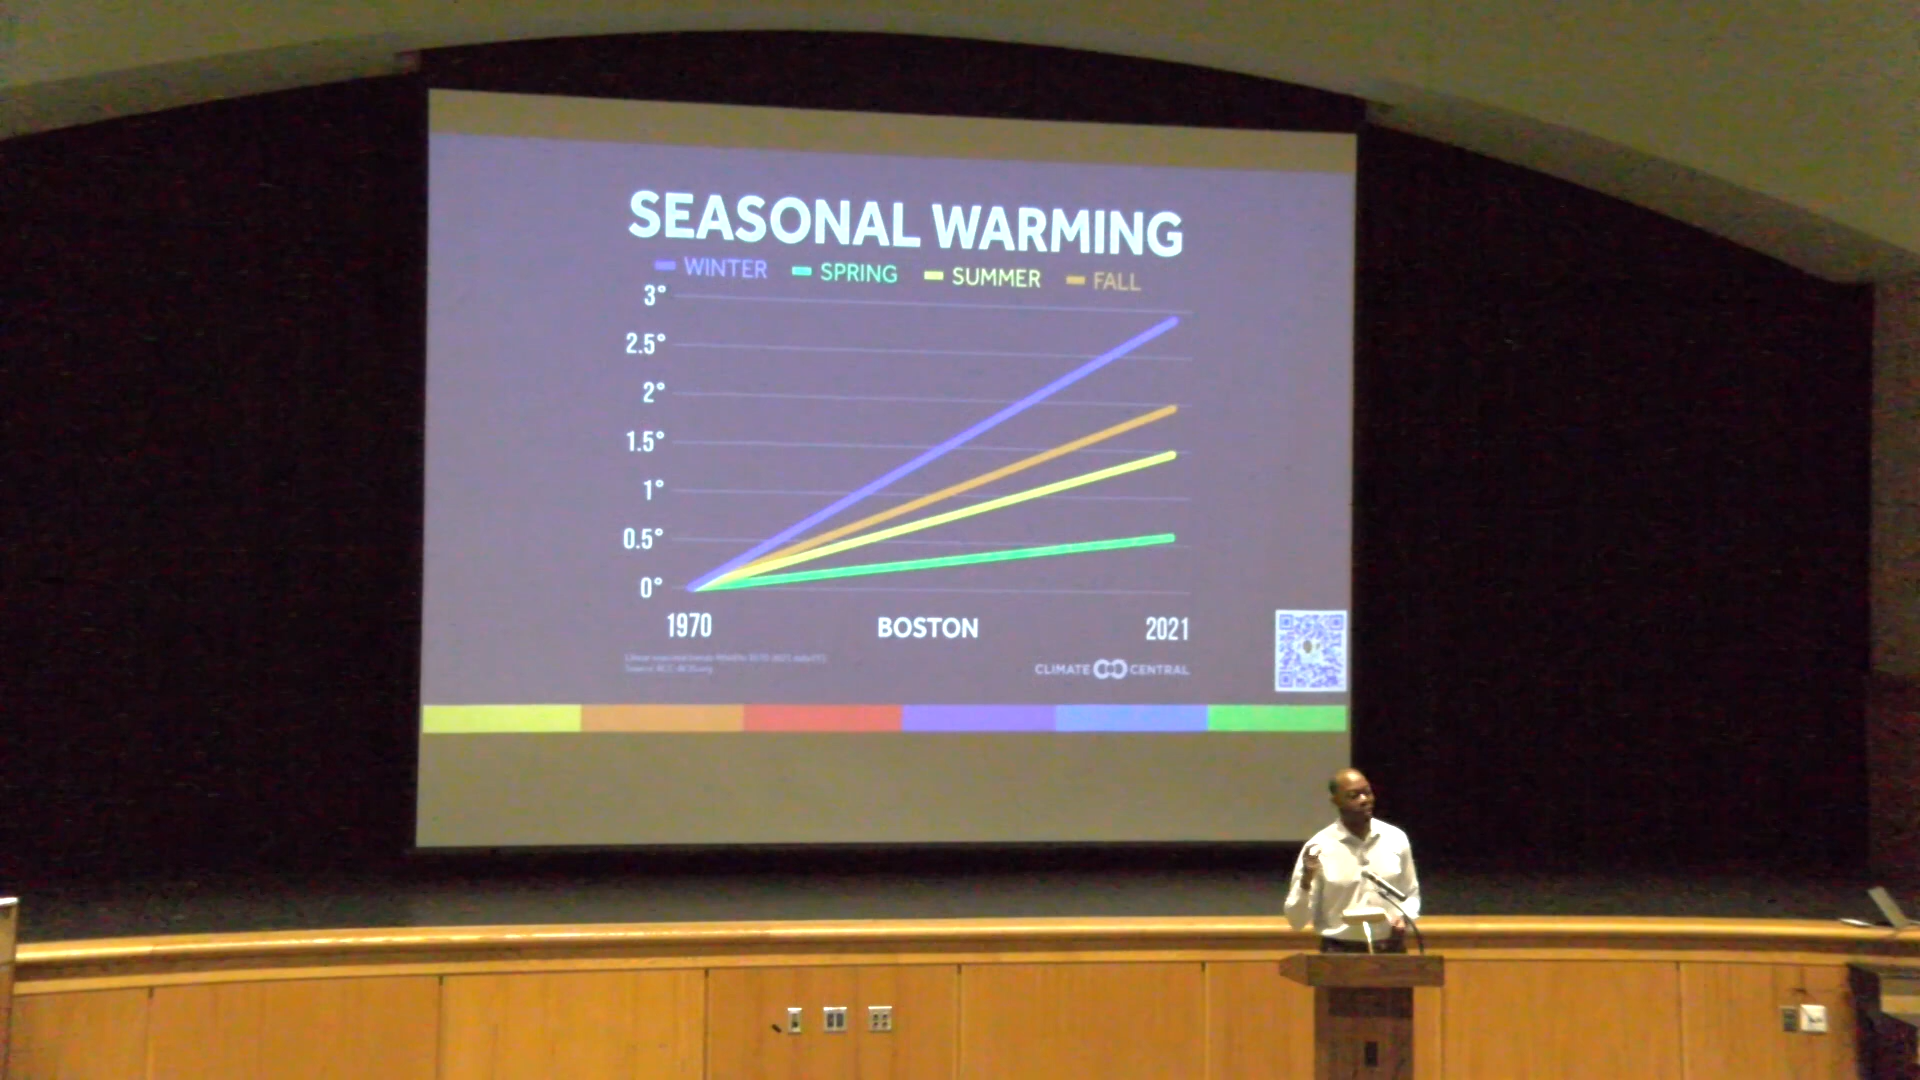 SEASONAL WARMING
WINTER SPRING SUMMER FALL
3°
2.5°
2°
1.5°
1°
0.5°
0°
1970 BOSTON 2021
CLIMATE CENTRAL